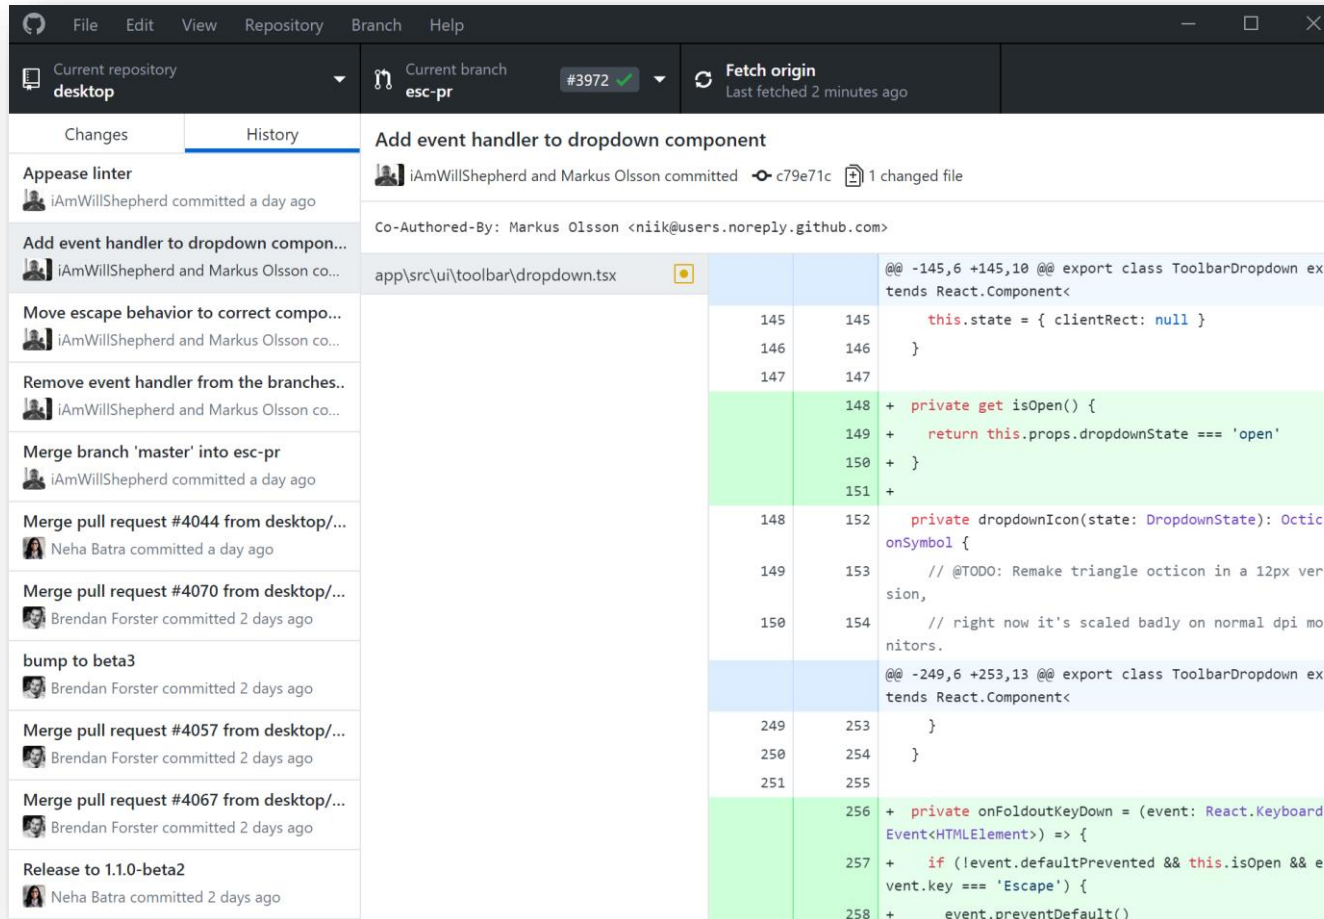 File Edit View Repository Branch Help
Current repository
desktop
Current branch
esc-pr
#3972
Fetch origin
Last fetched 2 minutes ago
Changes
History
Appease linter
iAmWillShepherd committed a day ago
Add event handler to dropdown compon...
iAmWillShepherd and Markus Olsson co...
Move escape behavior to correct compo...
iAmWillShepherd and Markus Olsson co...
Remove event handler from the branches..
iAmWillShepherd and Markus Olsson co...
Merge branch 'master' into esc-pr
iAmWillShepherd committed a day ago
Merge pull request #4044 from desktop/...
Neha Batra committed a day ago
Merge pull request #4070 from desktop/...
Brendan Forster committed 2 days ago
bump to beta3
Brendan Forster committed 2 days ago
Merge pull request #4057 from desktop/...
Brendan Forster committed 2 days ago
Merge pull request #4067 from desktop/...
Brendan Forster committed 2 days ago
Release to 1.1.0-beta2
Neha Batra committed 2 days ago
Add event handler to dropdown component
iAmWillShepherd and Markus Olsson committed c79e71c 1 changed file
Co-Authored-By: Markus Olsson <niik@users.noreply.github.com>
app\src\ui\toolbar\dropdown.tsx
@@ -145,6 +145,10 @@ export class ToolbarDropdown ex
tends React.Component<
145 145 this.state = { clientRect: null }
146 146 }
147 147
148 + private get isOpen() {
149 + return this.props.dropdownState === 'open'
150 + }
151 +
148 152 private dropdownIcon(state: DropdownState): Octic
onSymbol {
149 153 // @TODO: Remake triangle octicon in a 12px ver
sion,
150 154 // right now it's scaled badly on normal dpi mo
nitors.
@@ -249,6 +253,13 @@ export class ToolbarDropdown ex
tends React.Component<
249 253 }
250 254 }
251 255
256 + private onFoldoutKeyDown = (event: React.Keyboard
Event<HTMLElement>) => {
257 + if (!event.defaultPrevented && this.isOpen && e
vent.key === 'Escape') {
258 + event.preventDefault()